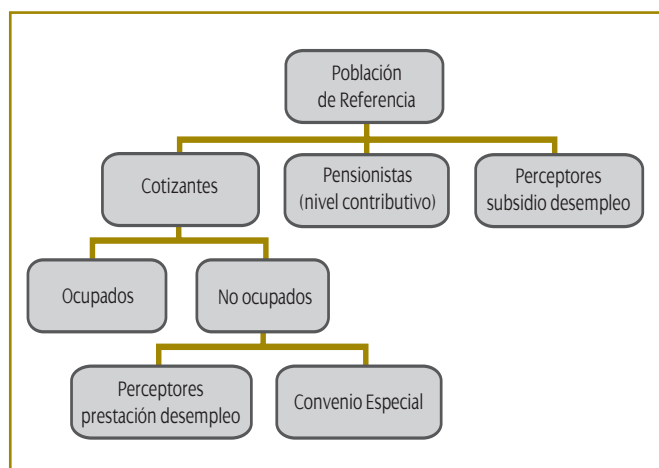 Población
de Referencia
Cotizantes
Pensionistas
(nivel contributivo)
Perceptores
subsidio desempleo
Ocupados
No ocupados
Perceptores
prestación desempleo
Convenio Especial